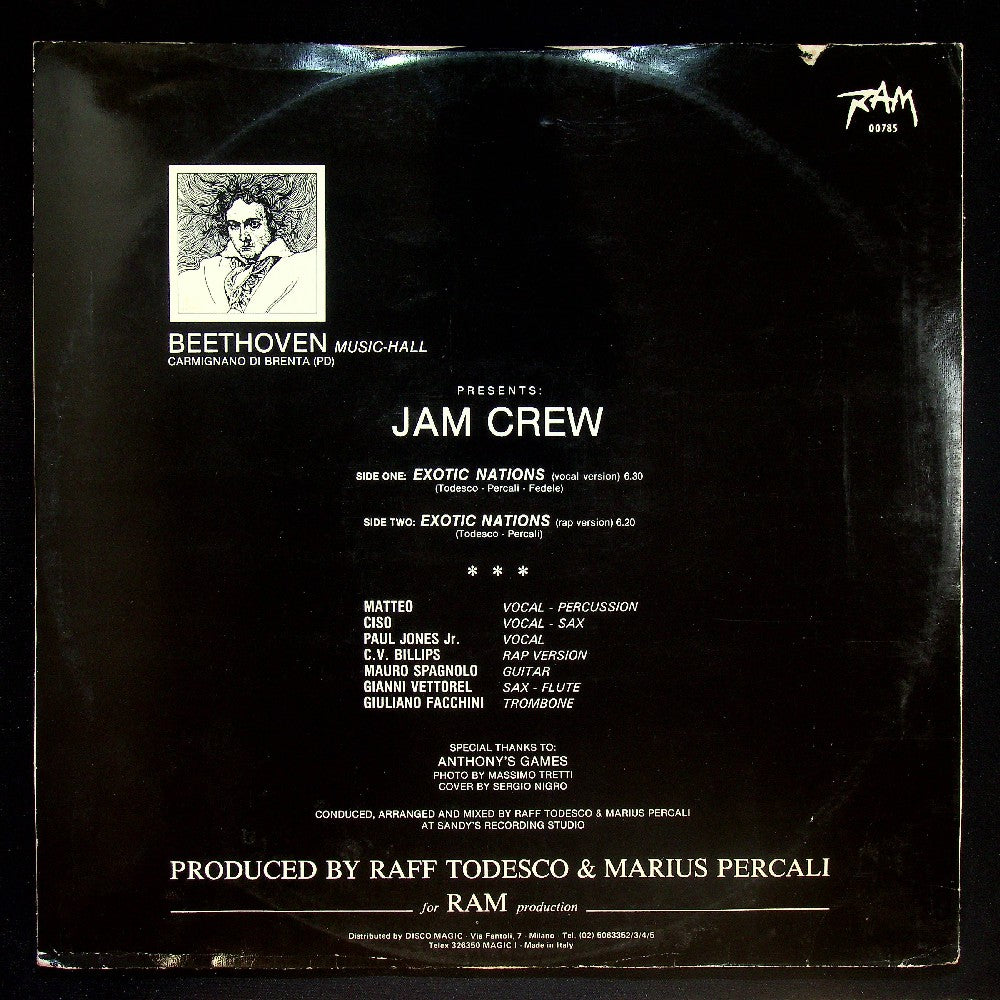 RAM
00785
BEETHOVEN MUSIC-HALL
CARMIGNANO DI BRENTA (PD)
PRESENTS:
JAM CREW
SIDE ONE: EXOTIC NATIONS (vocal version) 6.30
(Todesco - Percali - Fedele)
SIDE TWO: EXOTIC NATIONS (rap version) 6.20
(Todesco - Percali)
* * *
MATTEO VOCAL - PERCUSSION
CISO VOCAL - SAX
PAUL JONES Jr. VOCAL
C.V. BILLIPS RAP VERSION
MAURO SPAGNOLO GUITAR
GIANNI VETTOREL SAX - FLUTE
GIULIANO FACCHINI TROMBONE
SPECIAL THANKS TO:
ANTHONY'S GAMES
PHOTO BY MASSIMO TRETTI
COVER BY SERGIO NIGRO
CONDUCED, ARRANGED AND MIXED BY RAFF TODESCO & MARIUS PERCALI
AT SANDY'S RECORDING STUDIO
PRODUCED BY RAFF TODESCO & MARIUS PERCALI
for RAM production
Distributed by DISCO MAGIC - Via Fantoli, 7 - Milano - Tel. (02) 5063352/3/4/5
Telex 326350 MAGIC I - Made in Italy